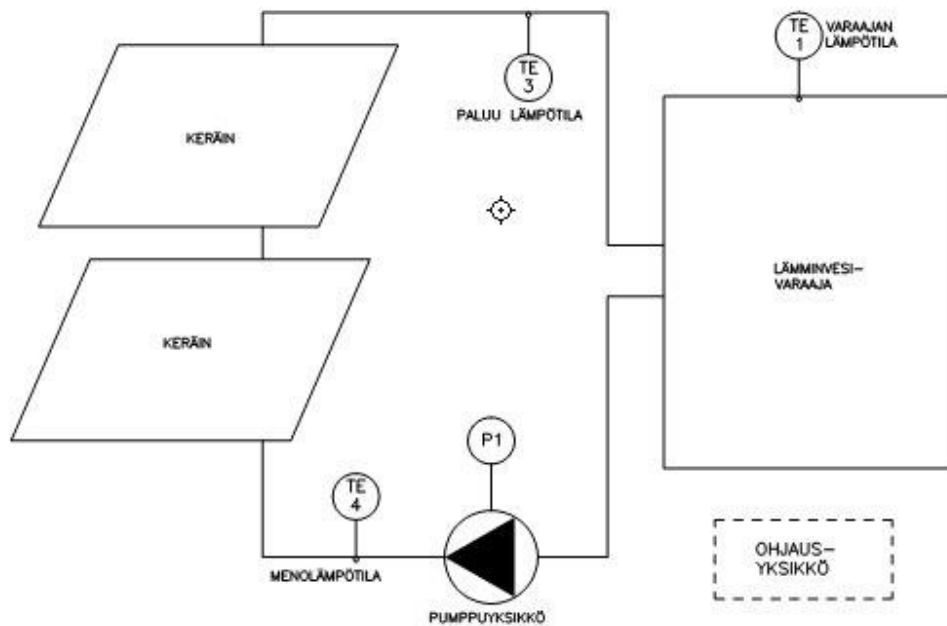 TE
1
VARAAJAN
LÄMPÖTILA
TE
3
PALUU LÄMPÖTILA
KERÄIN
LÄMMINVESI-
VARAAJA
KERÄIN
P1
TE
4
MENOLÄMPÖTILA
PUMPPUYKSIKKÖ
OHJAUS-
YKSIKKÖ